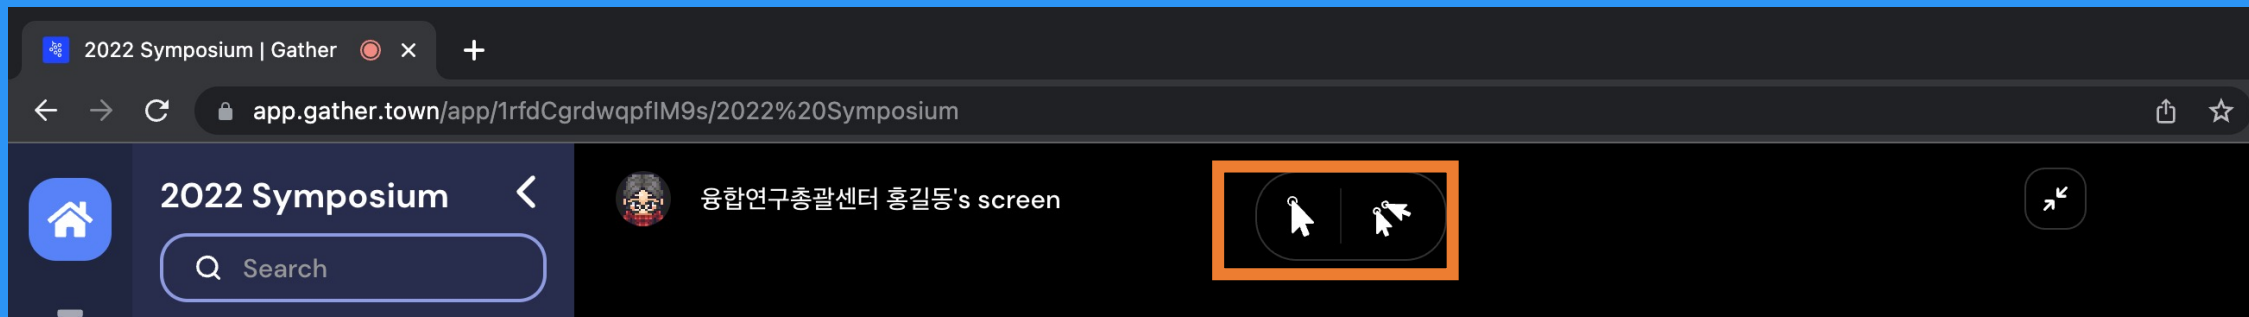 2022 Symposium | Gather
app.gather.town/app/1rfdCgrdwqpfIM9s/2022%20Symposium
2022 Symposium
융합연구총괄센터 홍길동's screen
Search